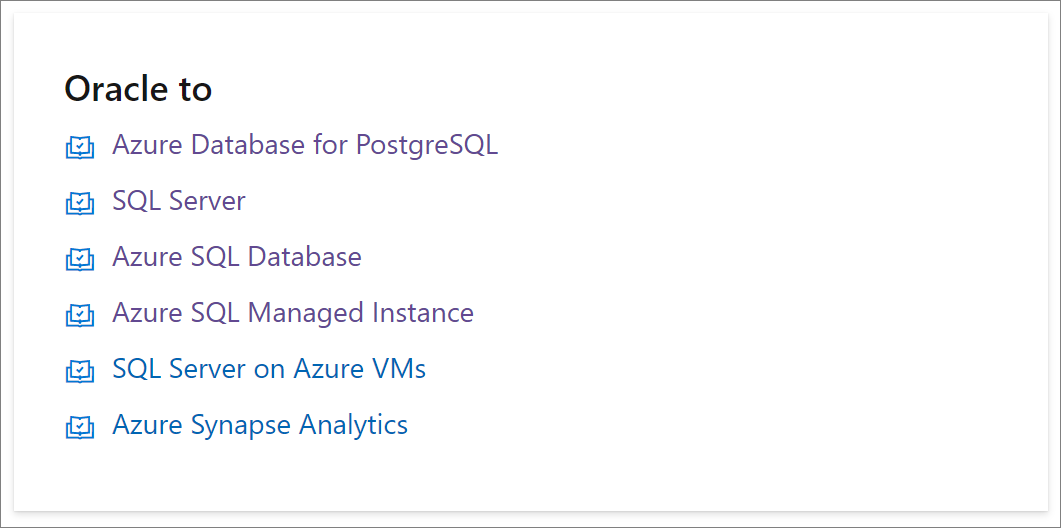 Oracle to
Azure Database for PostgreSQL
SQL Server
Azure SQL Database
Azure SQL Managed Instance
SQL Server on Azure VMs
Azure Synapse Analytics